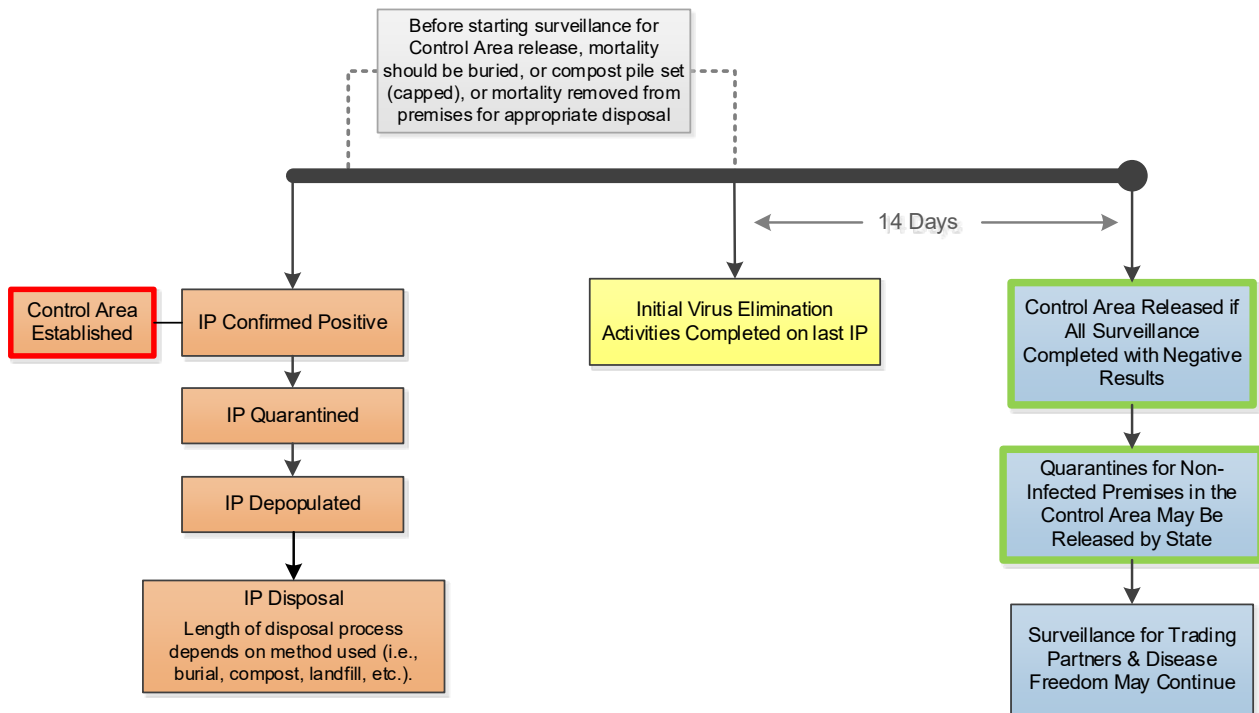 Before starting surveillance for
Control Area release, mortality
should be buried, or compost pile set
(capped), or mortality removed from
premises for appropriate disposal
14 Days
Control Area
Established
IP Confirmed Positive
IP Quarantined
IP Depopulated
IP Disposal
Length of disposal process
depends on method used (i.e.,
burial, compost, landfill, etc.).
Initial Virus Elimination
Activities Completed on last IP
Control Area Released if
All Surveillance
Completed with Negative
Results
Quarantines for Non-
Infected Premises in the
Control Area May Be
Released by State
Surveillance for Trading
Partners & Disease
Freedom May Continue